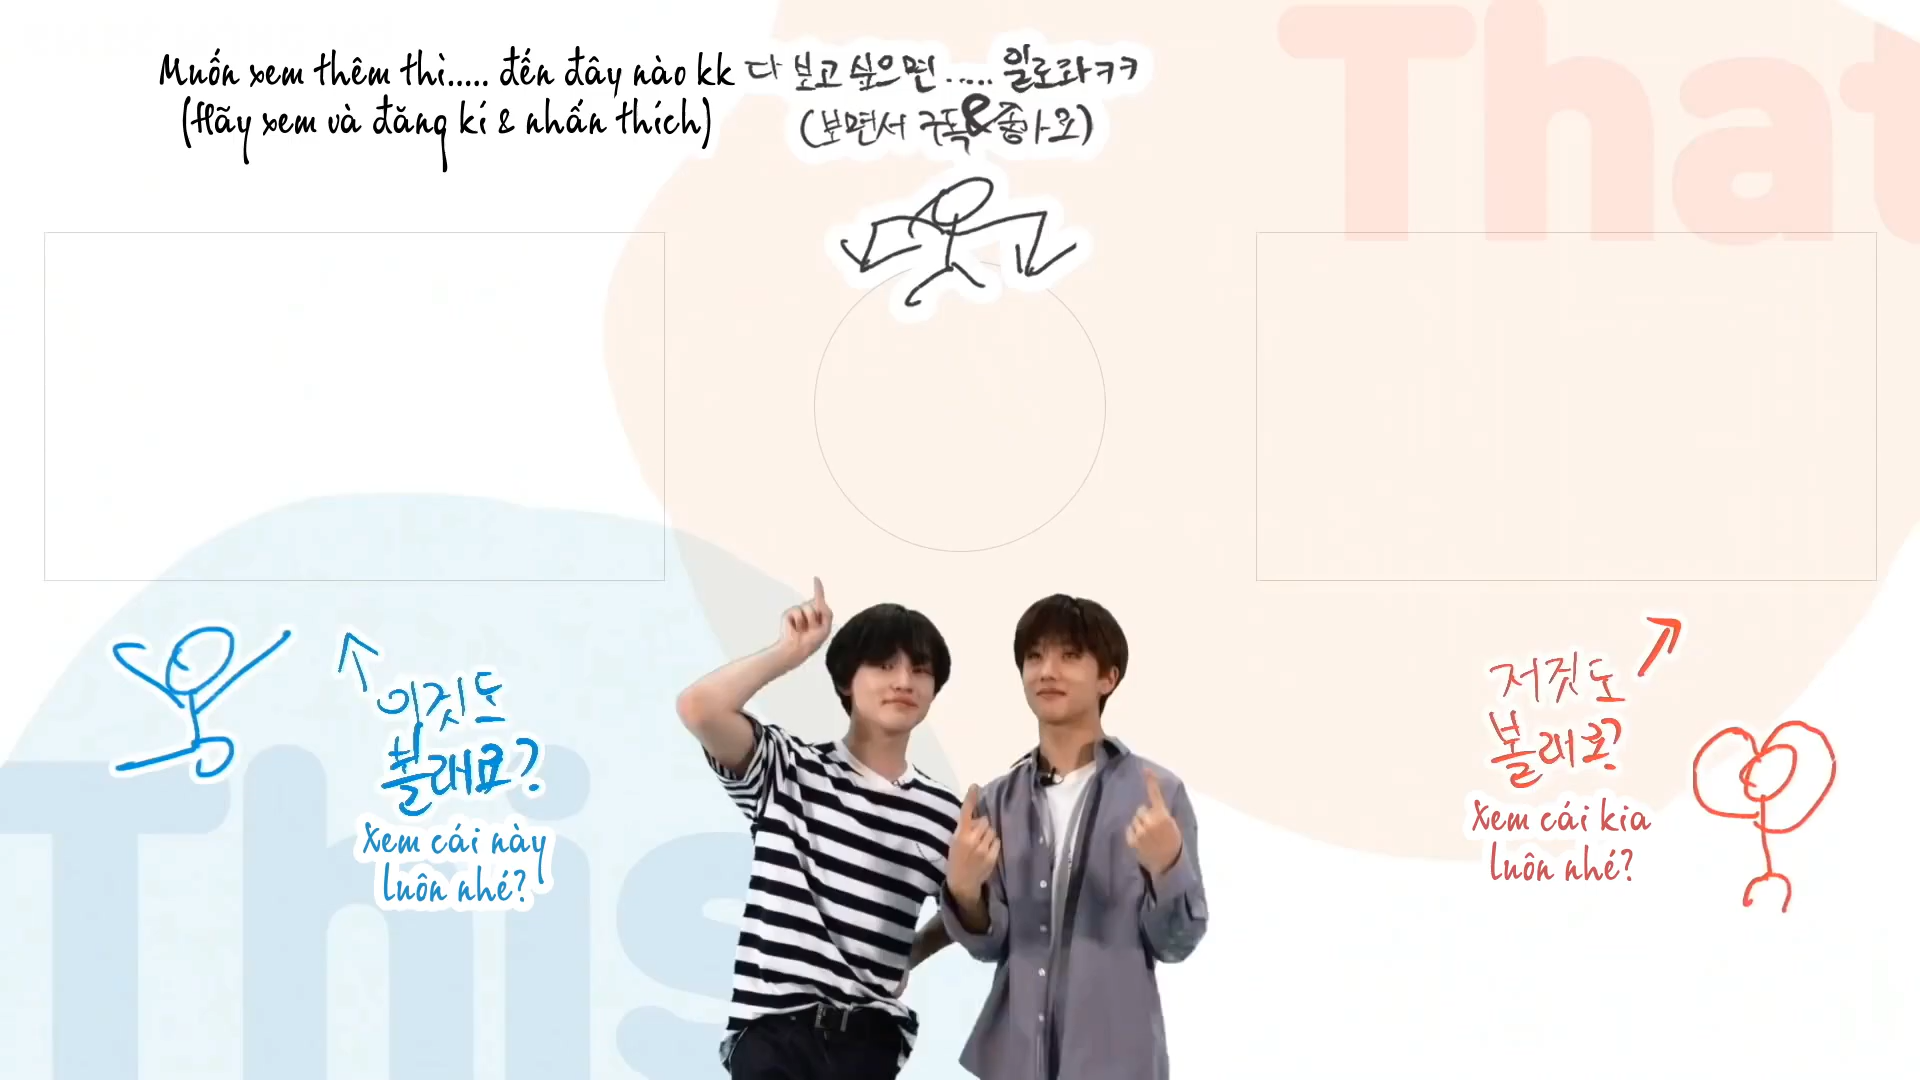 Muốn xem thêm thì..... đến đây nào kk
(Hãy xem và đăng kí & nhấn thích)
다 보고 싶으면 ..... 일로와ㅋㅋ
(보면서 구독&좋아요)
That
이것도
볼래요?
Xem cái này
luôn nhé?
저것도
볼래요?
Xem cái kia
luôn nhé?
This